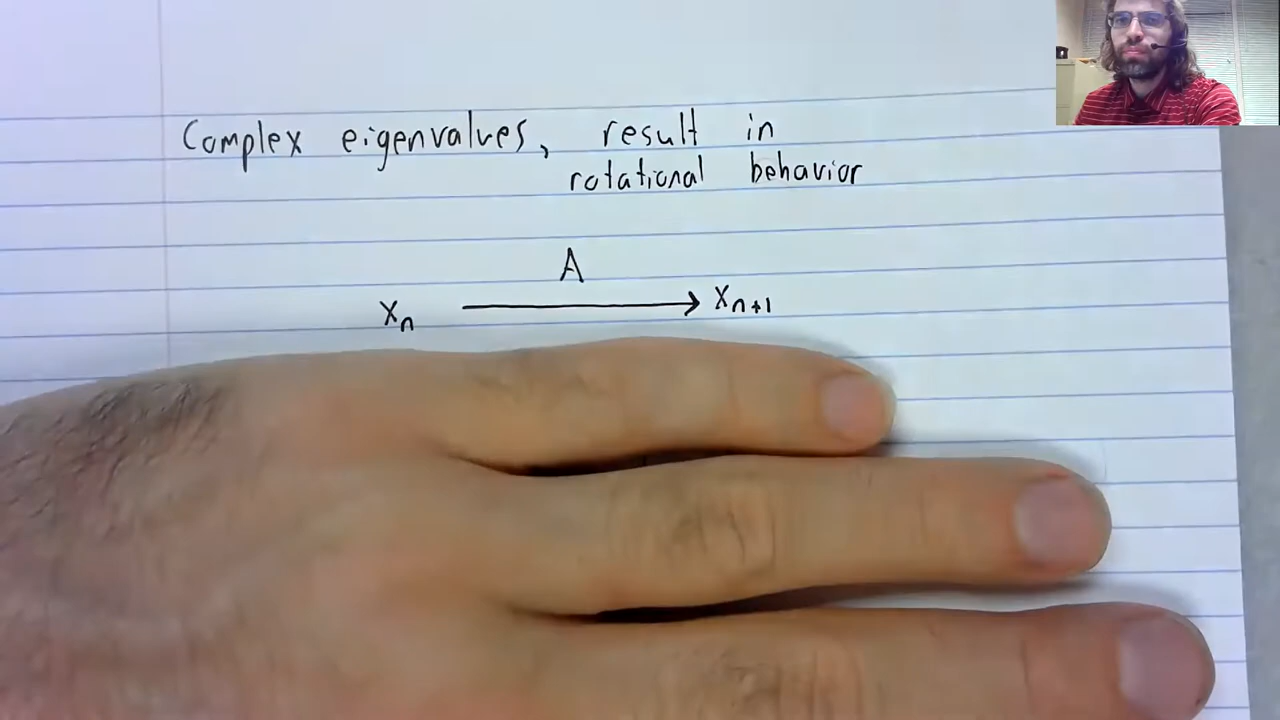 Complex eigenvalues, result in
rotational behavior
A
xₙ ⟶ xₙ₊₁